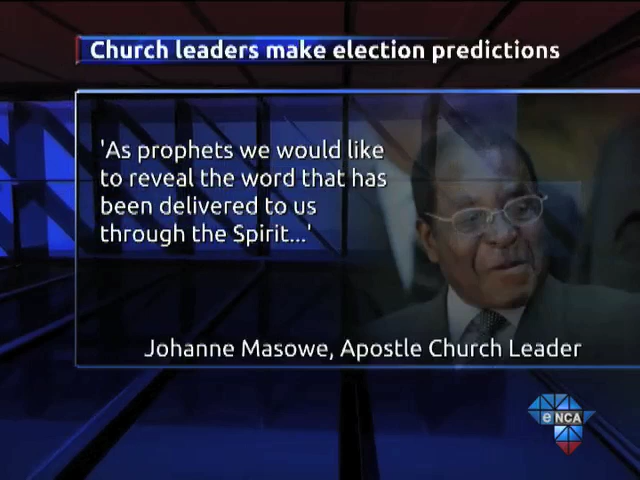 Church leaders make election predictions
'As prophets we would like
to reveal the word that has
been delivered to us
through the Spirit...'
Johanne Masowe, Apostle Church Leader
eNCA